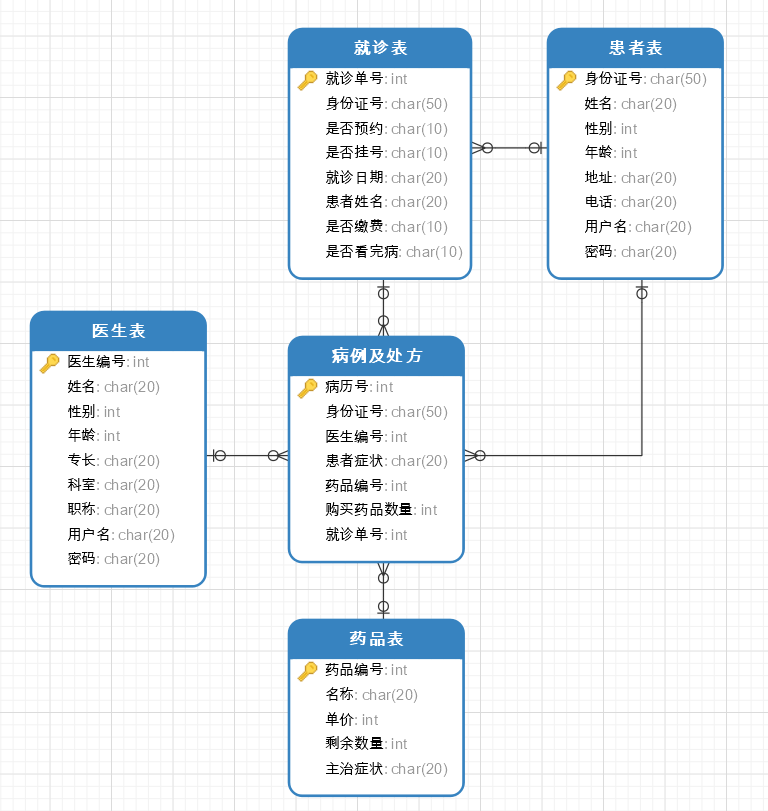 就诊表
就诊单号: int
身份证号: char(50)
是否预约: char(10)
是否挂号: char(10)
就诊日期: char(20)
患者姓名: char(20)
是否缴费: char(10)
是否看完病: char(10)
患者表
身份证号: char(50)
姓名: char(20)
性别: int
年龄: int
地址: char(20)
电话: char(20)
用户名: char(20)
密码: char(20)
医生表
医生编号: int
姓名: char(20)
性别: int
年龄: int
专长: char(20)
科室: char(20)
职称: char(20)
用户名: char(20)
密码: char(20)
病例及处方
病历号: int
身份证号: char(50)
医生编号: int
患者症状: char(20)
药品编号: int
购买药品数量: int
就诊单号: int
药品表
药品编号: int
名称: char(20)
单价: int
剩余数量: int
主治症状: char(20)